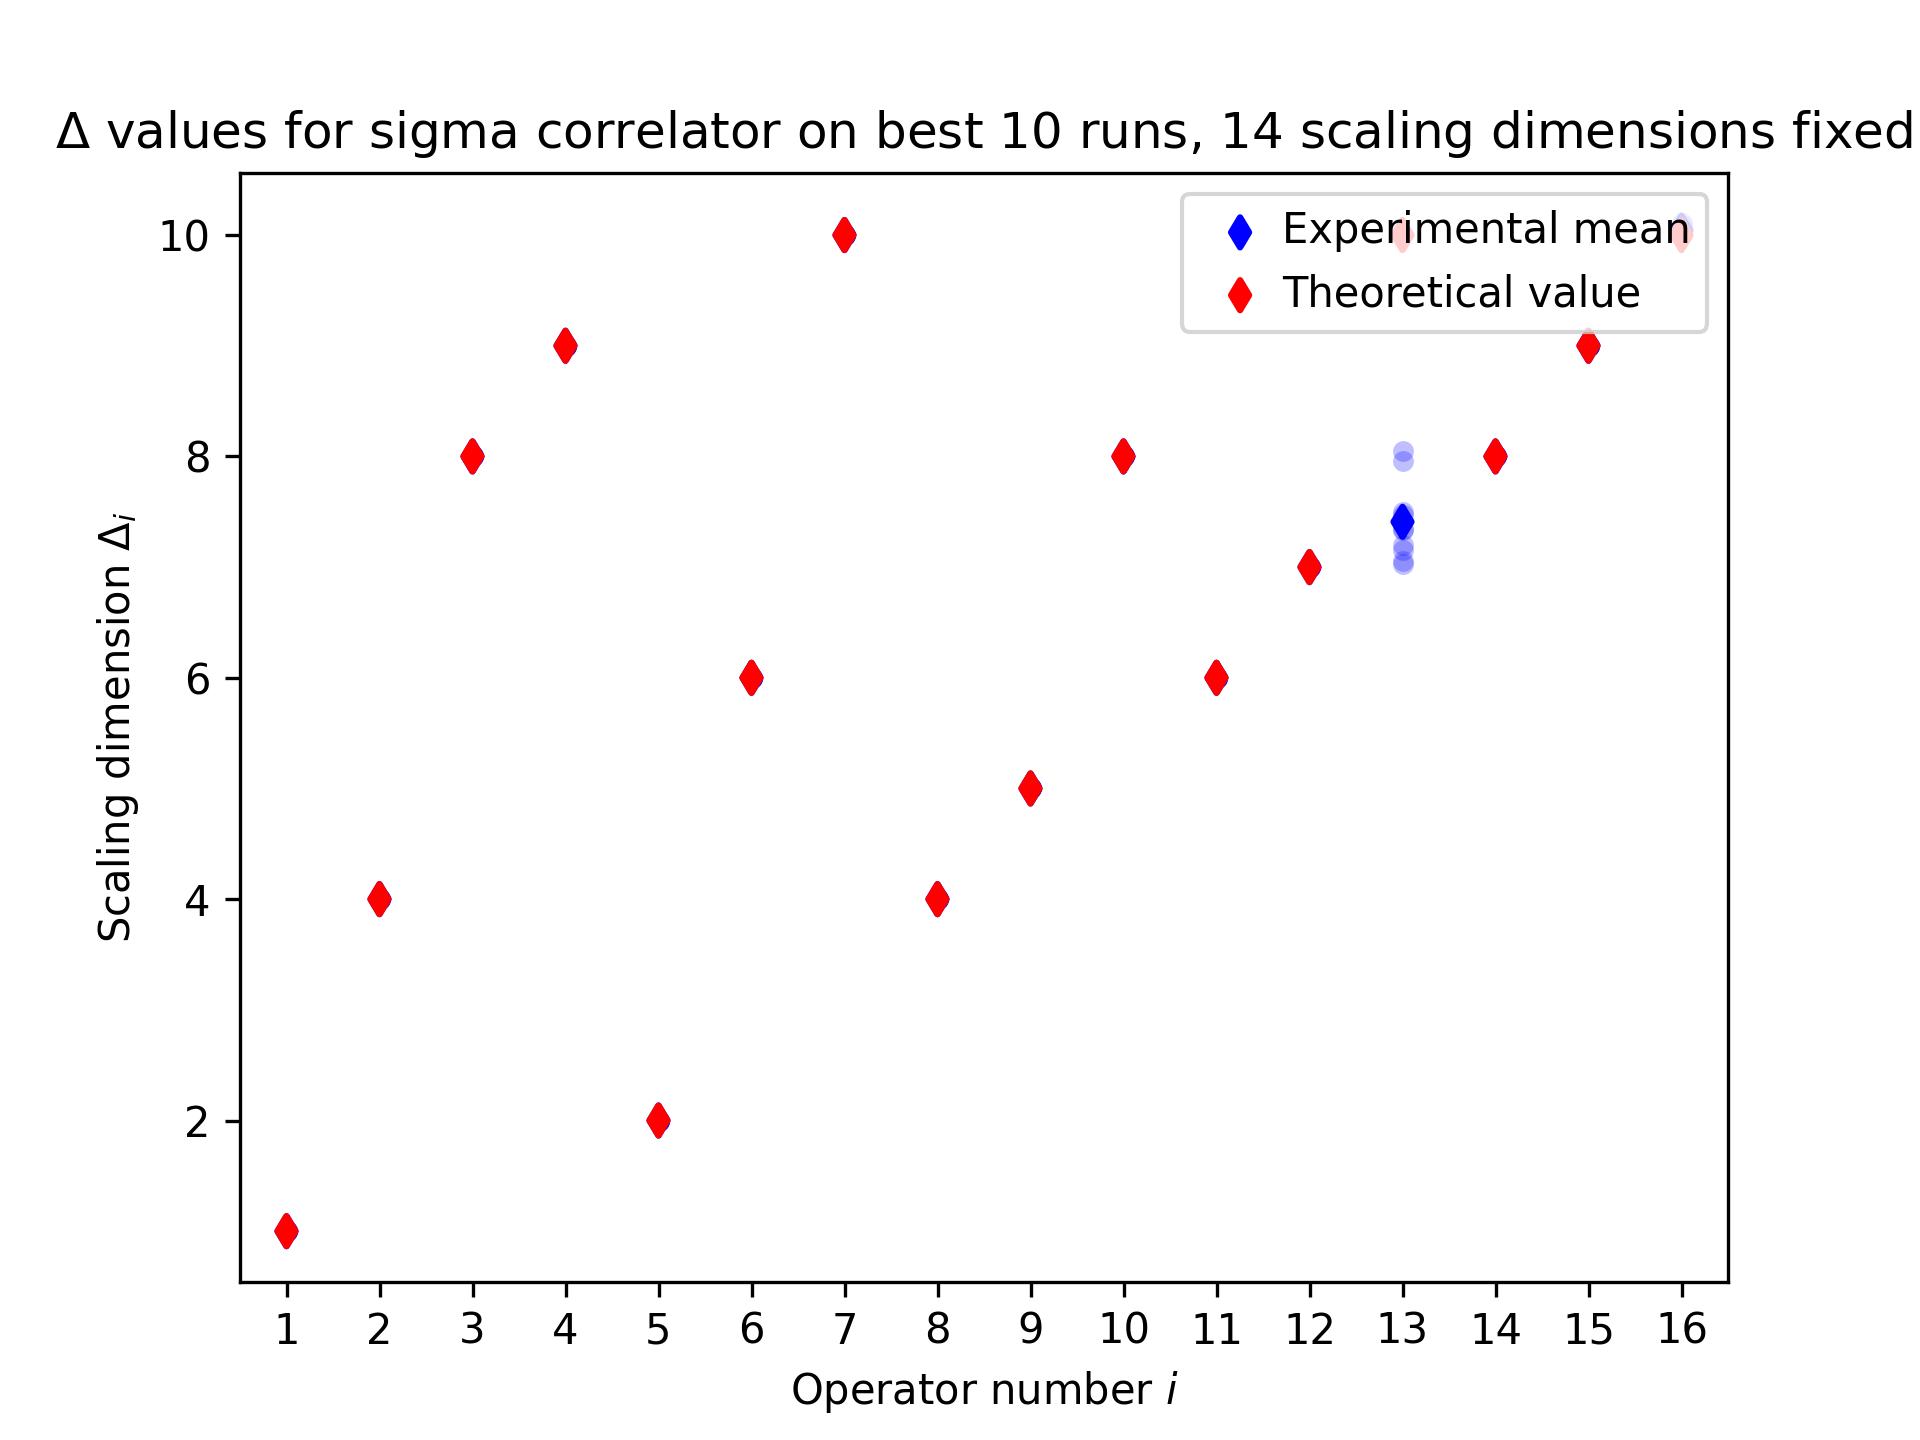 Δ values for sigma correlator on best 10 runs, 14 scaling dimensions fixed
Experimental mean
Theoretical value
10
8
6
4
2
Scaling dimension Δᵢ
1 2 3 4 5 6 7 8 9 10 11 12 13 14 15 16
Operator number i